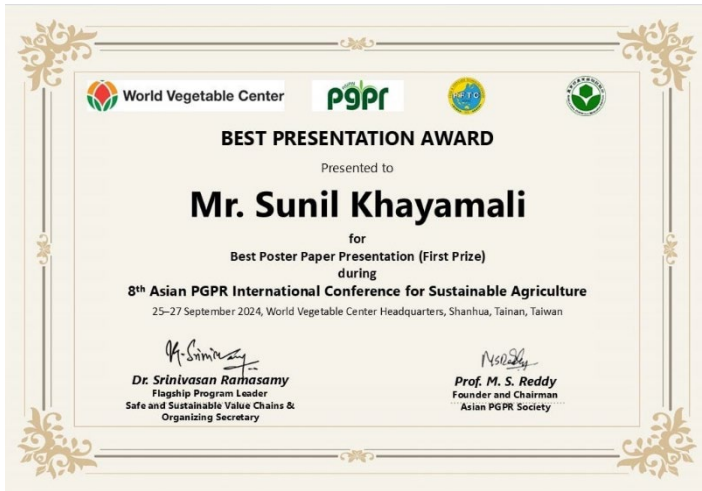 World Vegetable Center
pgpr
BEST PRESENTATION AWARD
Presented to
Mr. Sunil Khayamali
for
Best Poster Paper Presentation (First Prize)
during
8th Asian PGPR International Conference for Sustainable Agriculture
25–27 September 2024, World Vegetable Center Headquarters, Shanhua, Tainan, Taiwan
Dr. Srinivasan Ramasamy
Flagship Program Leader
Safe and Sustainable Value Chains &
Organizing Secretary
Prof. M. S. Reddy
Founder and Chairman
Asian PGPR Society